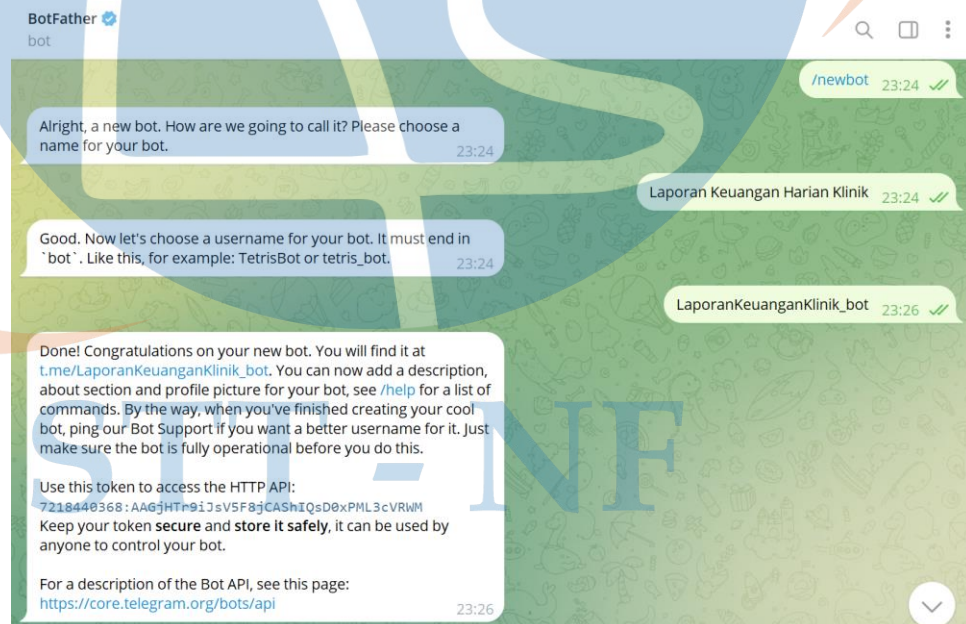 BotFather
bot
/newbot 23:24
Alright, a new bot. How are we going to call it? Please choose a
name for your bot.
23:24
Laporan Keuangan Harian Klinik 23:24
Good. Now let's choose a username for your bot. It must end in
`bot`. Like this, for example: TetrisBot or tetris_bot.
23:24
LaporanKeuanganKlinik_bot 23:26
Done! Congratulations on your new bot. You will find it at
t.me/LaporanKeuanganKlinik_bot. You can now add a description,
about section and profile picture for your bot, see /help for a list of
commands. By the way, when you've finished creating your cool
bot, ping our Bot Support if you want a better username for it. Just
make sure the bot is fully operational before you do this.
STT - NF
Use this token to access the HTTP API:
7218440368:AAGjHTr9iJsV5F8jCAShIQsD0xPML3cVRWM
Keep your token secure and store it safely, it can be used by
anyone to control your bot.
For a description of the Bot API, see this page:
https://core.telegram.org/bots/api
23:26